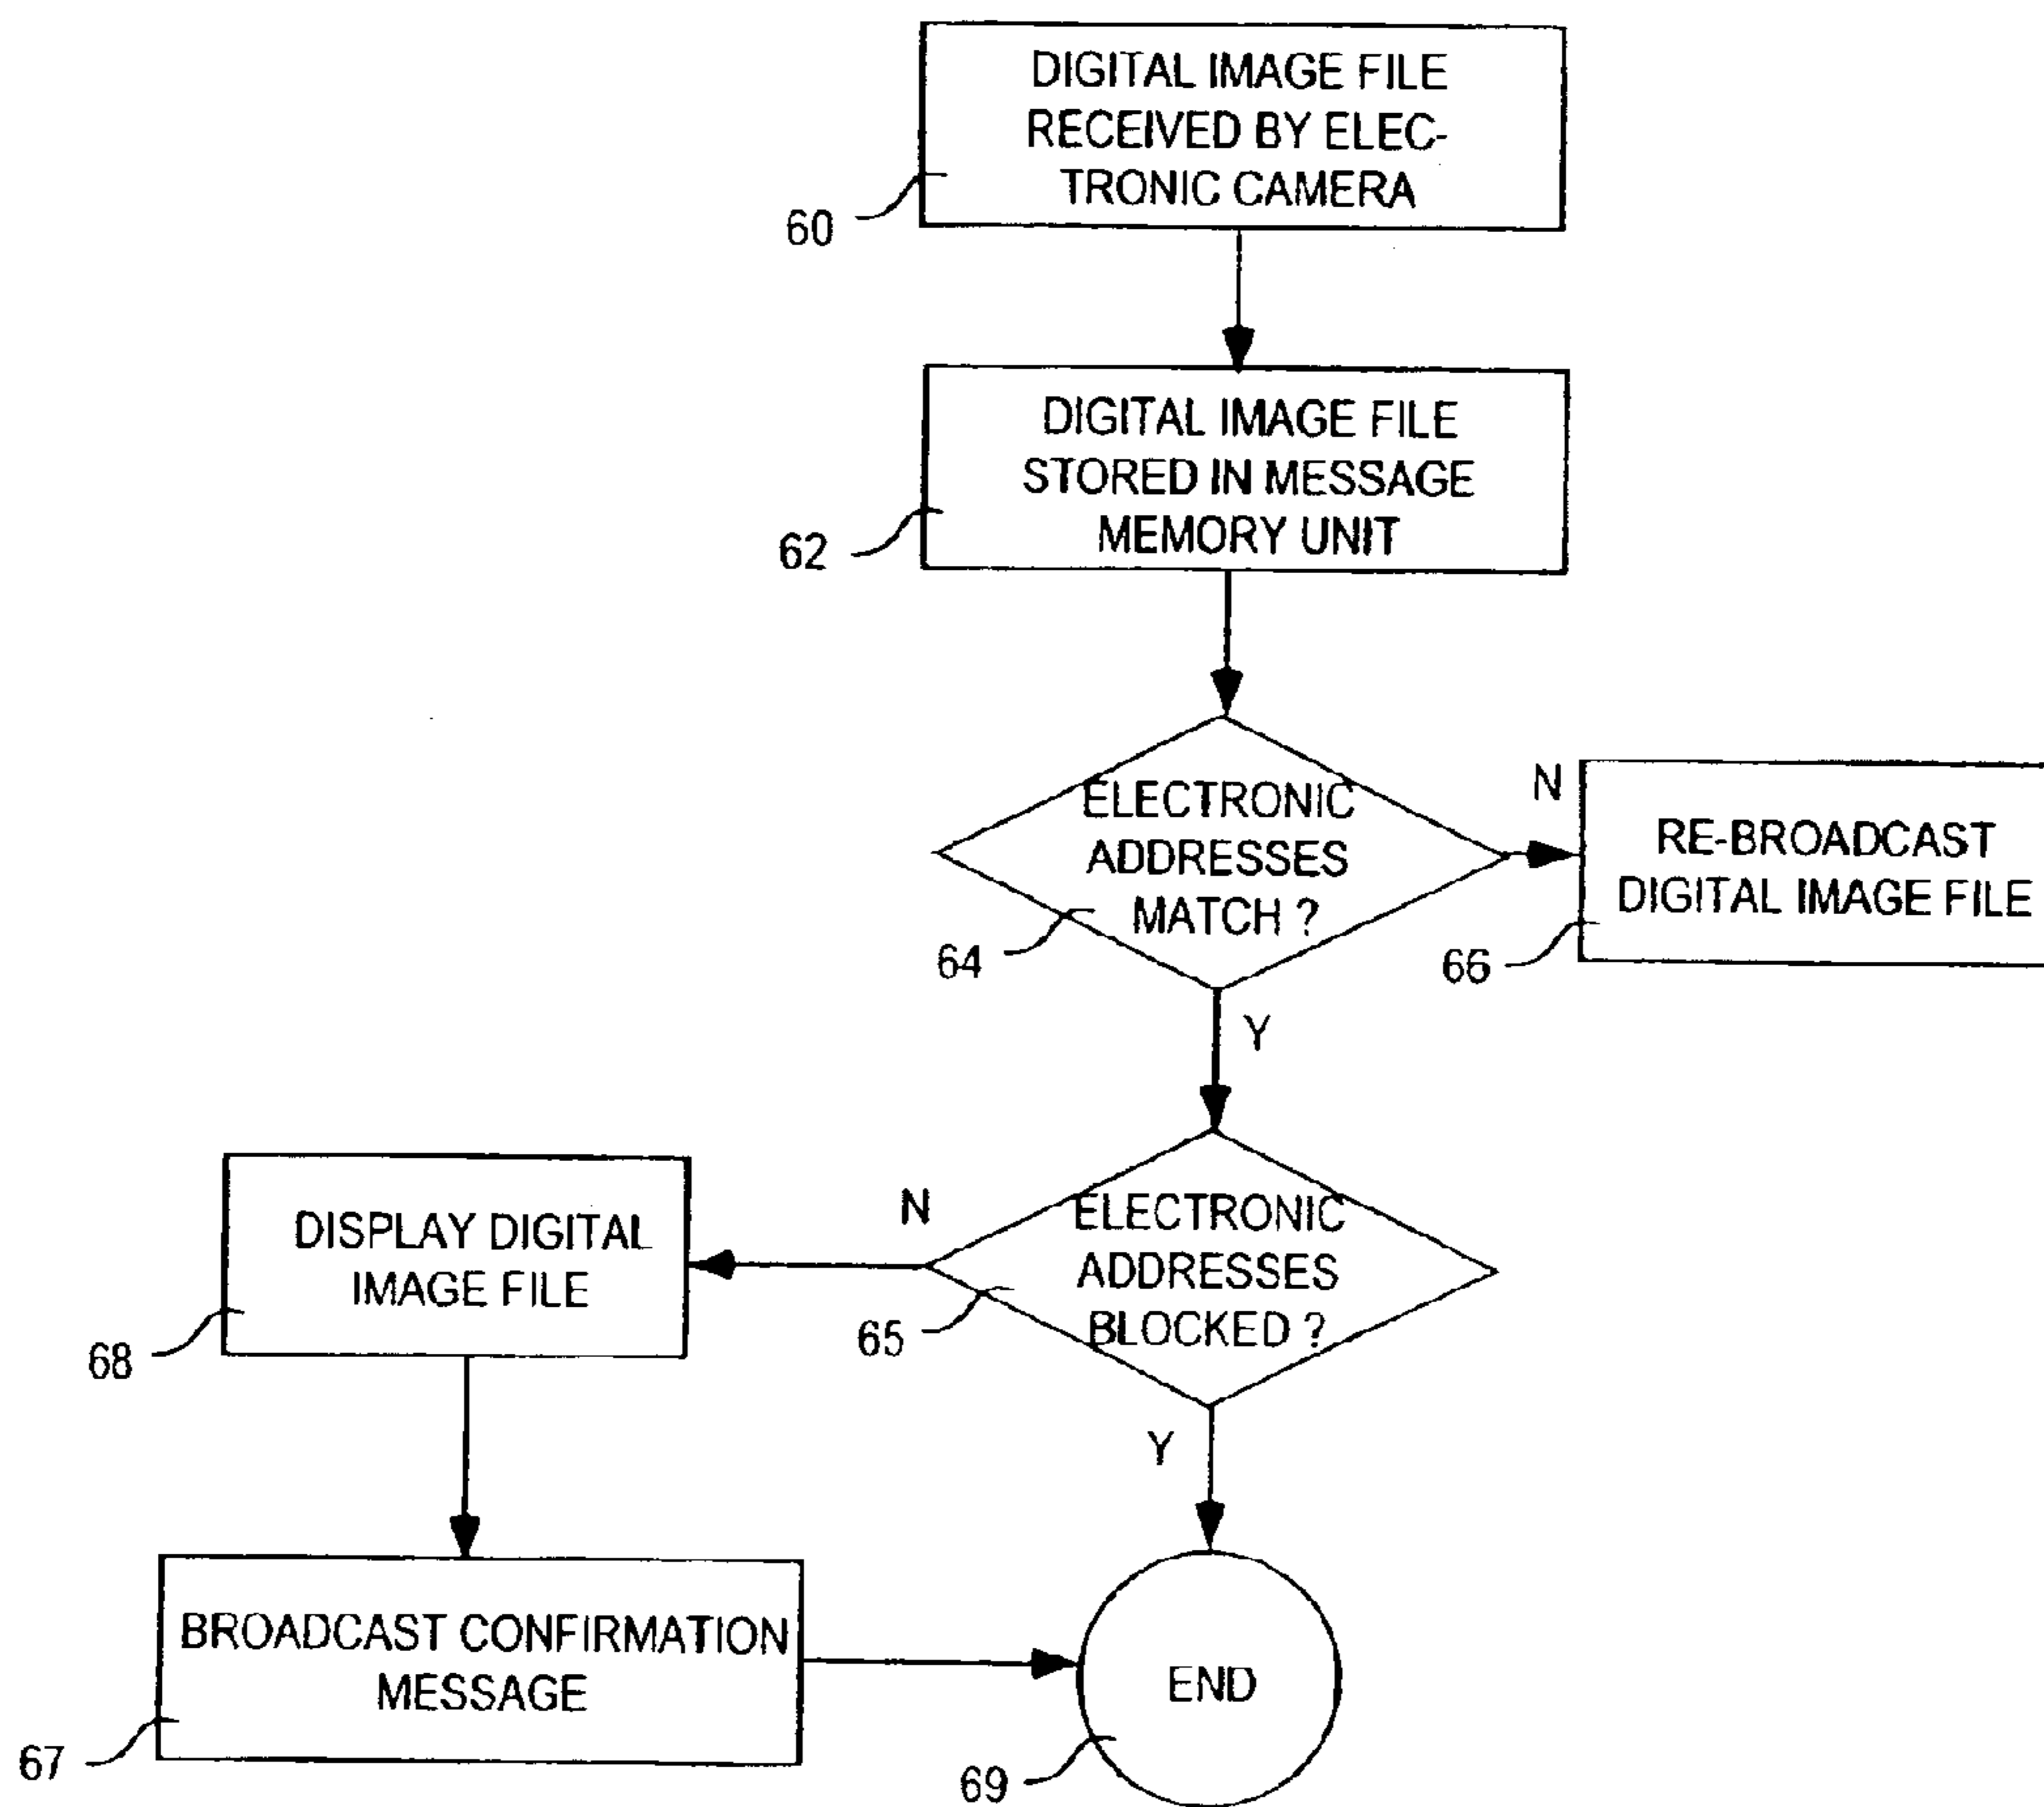 DIGITAL IMAGE FILE
RECEIVED BY ELEC-
TRONIC CAMERA
60
DIGITAL IMAGE FILE
STORED IN MESSAGE
MEMORY UNIT
62
ELECTRONIC
ADDRESSES
MATCH ?
64
N
RE-BROADCAST
DIGITAL IMAGE FILE
66
Y
ELECTRONIC
ADDRESSES
BLOCKED ?
65
N
DISPLAY DIGITAL
IMAGE FILE
68
Y
BROADCAST CONFIRMATION
MESSAGE
67
END
69